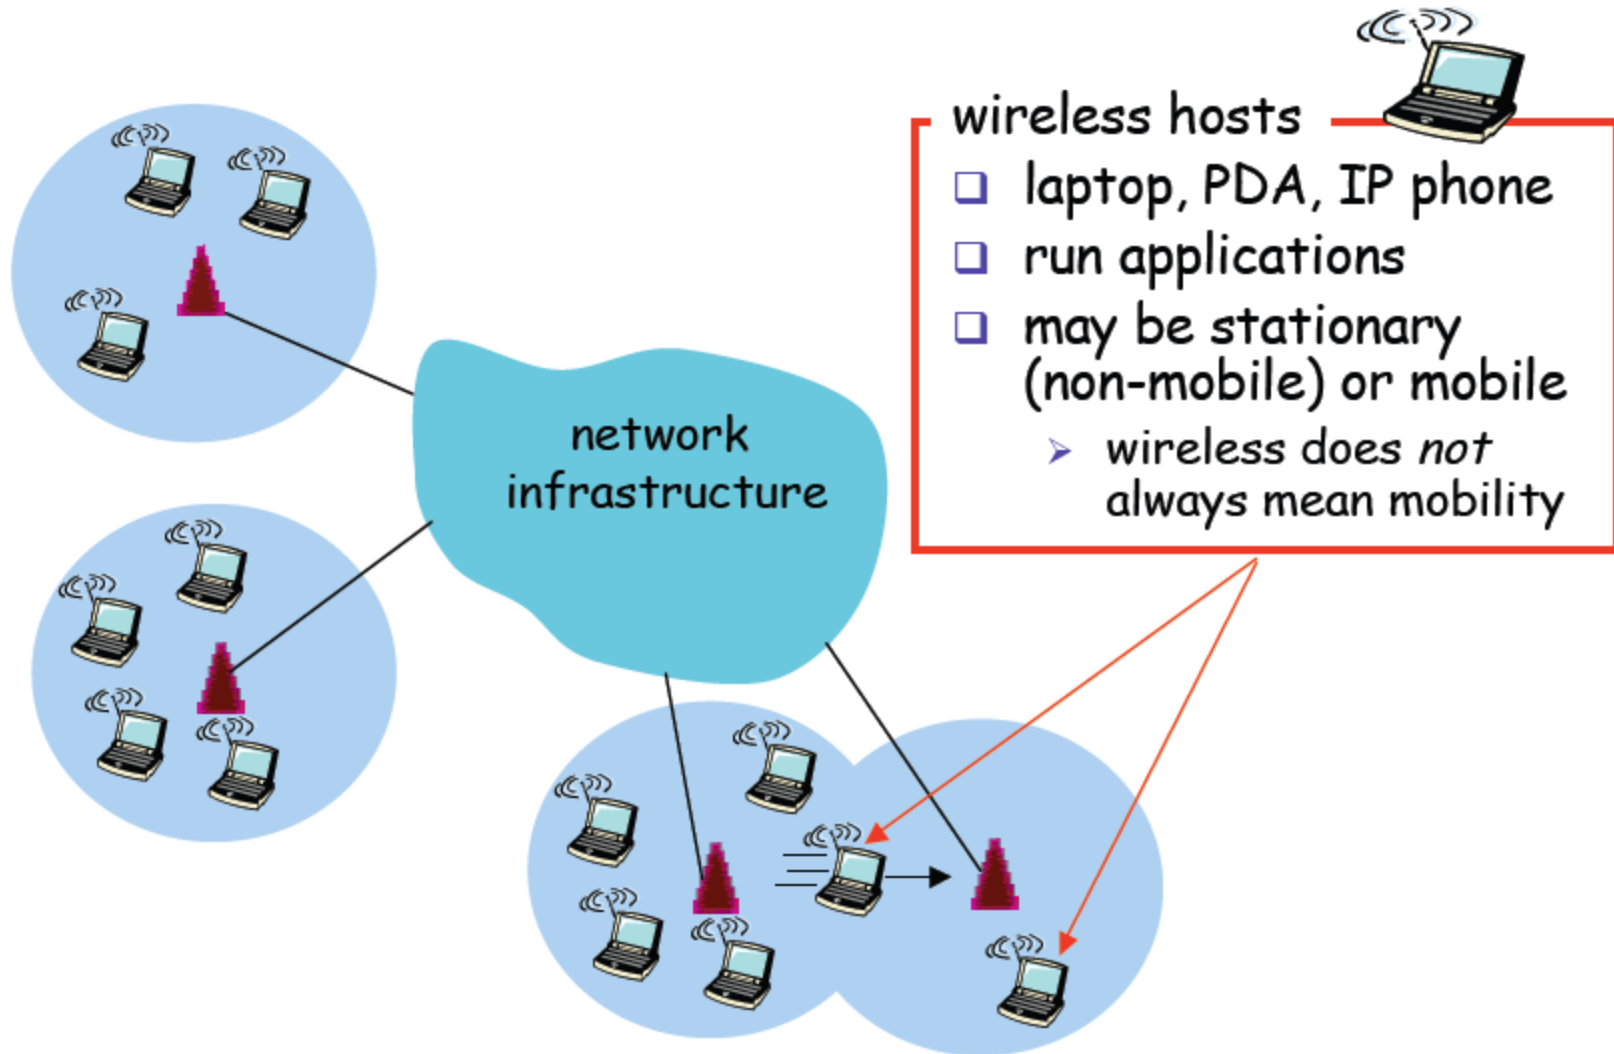 wireless hosts
❑ laptop, PDA, IP phone
❑ run applications
❑ may be stationary
(non-mobile) or mobile
➢ wireless does not
always mean mobility
network
infrastructure